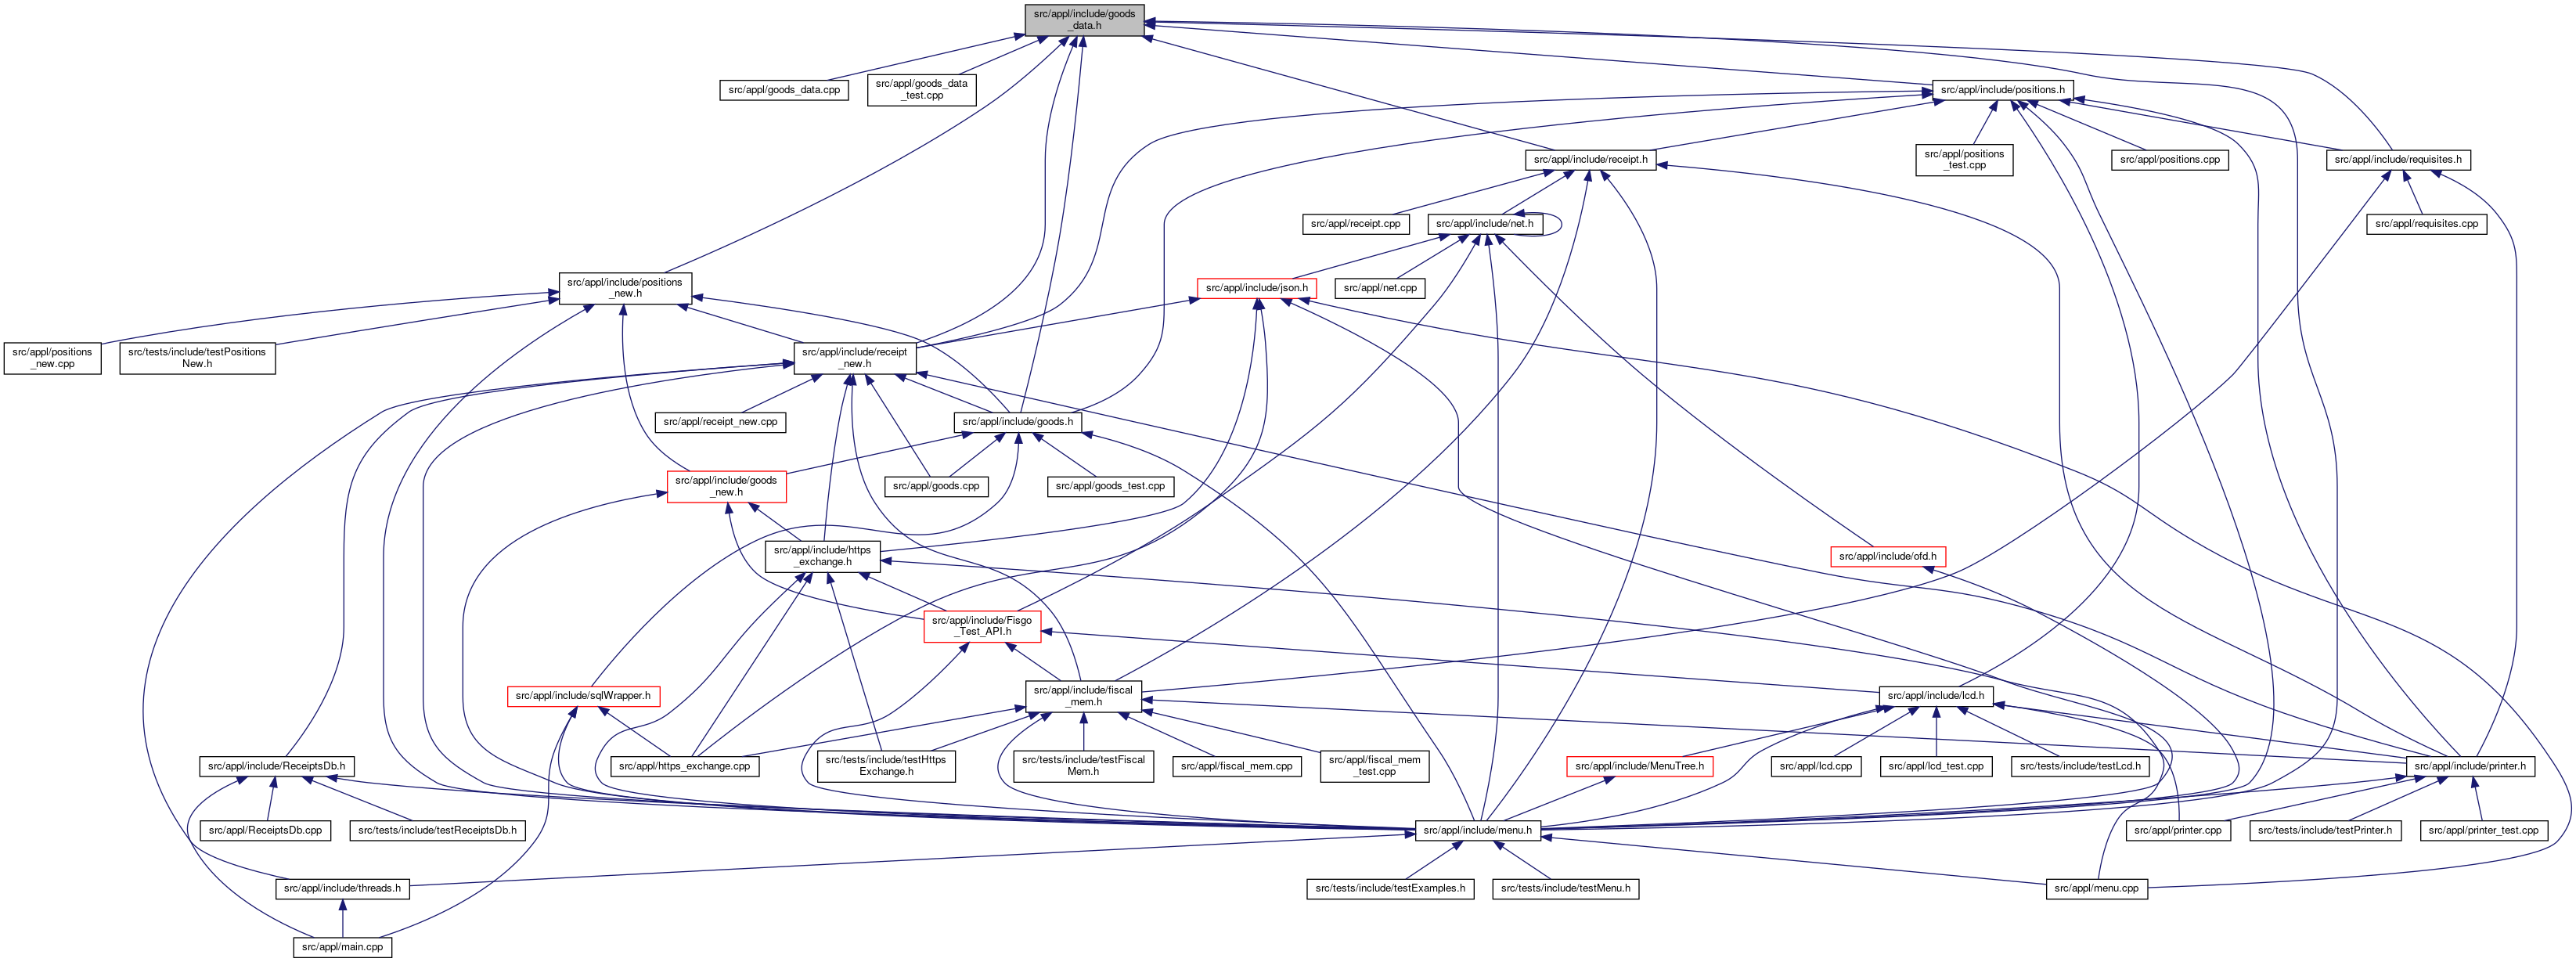 src/appl/include/goods
_data.h
src/appl/goods_data.cpp
src/appl/goods_data
_test.cpp
src/appl/include/positions.h
src/appl/include/receipt.h
src/appl/positions
_test.cpp
src/appl/positions.cpp
src/appl/include/requisites.h
src/appl/receipt.cpp
src/appl/include/net.h
src/appl/requisites.cpp
src/appl/include/positions
_new.h
src/appl/include/json.h
src/appl/net.cpp
src/appl/positions
_new.cpp
src/tests/include/testPositions
New.h
src/appl/include/receipt
_new.h
src/appl/receipt_new.cpp
src/appl/include/goods.h
src/appl/include/goods
_new.h
src/appl/goods.cpp
src/appl/goods_test.cpp
src/appl/include/https
_exchange.h
src/appl/include/ofd.h
src/appl/include/Fisgo
_Test_API.h
src/appl/include/sqlWrapper.h
src/appl/include/fiscal
_mem.h
src/appl/include/lcd.h
src/appl/include/ReceiptsDb.h
src/appl/https_exchange.cpp
src/tests/include/testHttps
Exchange.h
src/tests/include/testFiscal
Mem.h
src/appl/fiscal_mem.cpp
src/appl/fiscal_mem
_test.cpp
src/appl/include/MenuTree.h
src/appl/lcd.cpp
src/appl/lcd_test.cpp
src/tests/include/testLcd.h
src/appl/include/printer.h
src/appl/ReceiptsDb.cpp
src/tests/include/testReceiptsDb.h
src/appl/include/menu.h
src/appl/printer.cpp
src/tests/include/testPrinter.h
src/appl/printer_test.cpp
src/appl/include/threads.h
src/tests/include/testExamples.h
src/tests/include/testMenu.h
src/appl/menu.cpp
src/appl/main.cpp